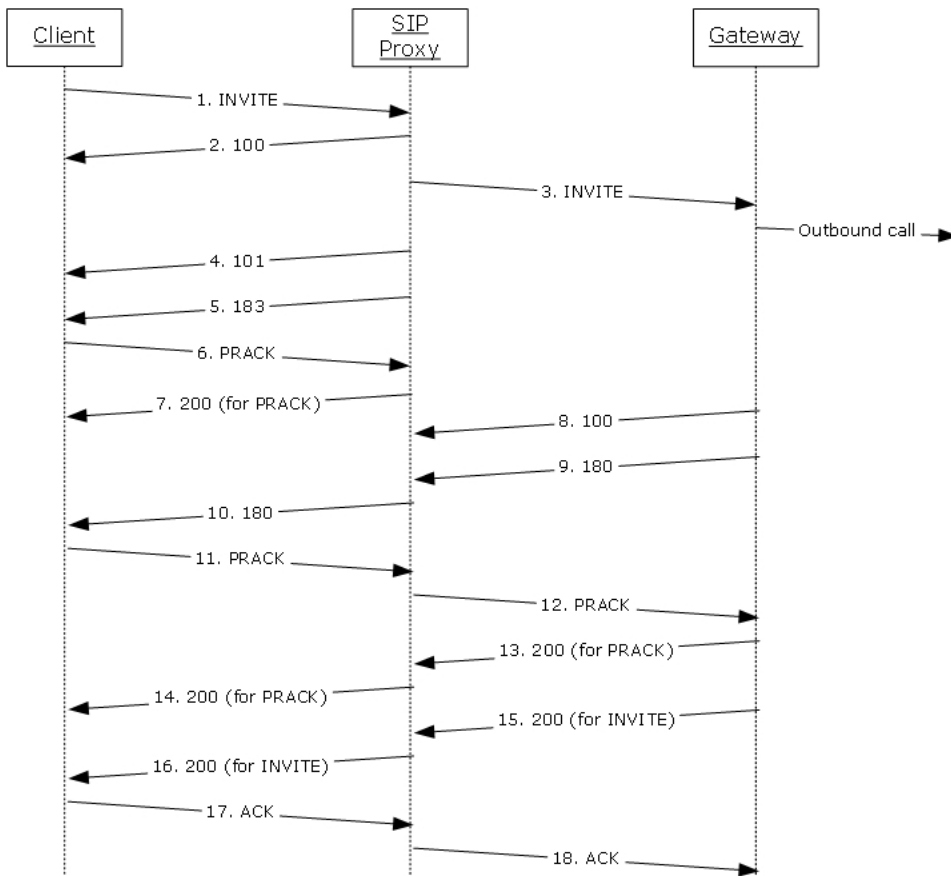 Client
SIP
Proxy
Gateway
1. INVITE
2. 100
3. INVITE
Outbound call
4. 101
5. 183
6. PRACK
7. 200 (for PRACK)
8. 100
9. 180
10. 180
11. PRACK
12. PRACK
13. 200 (for PRACK)
14. 200 (for PRACK)
15. 200 (for INVITE)
16. 200 (for INVITE)
17. ACK
18. ACK